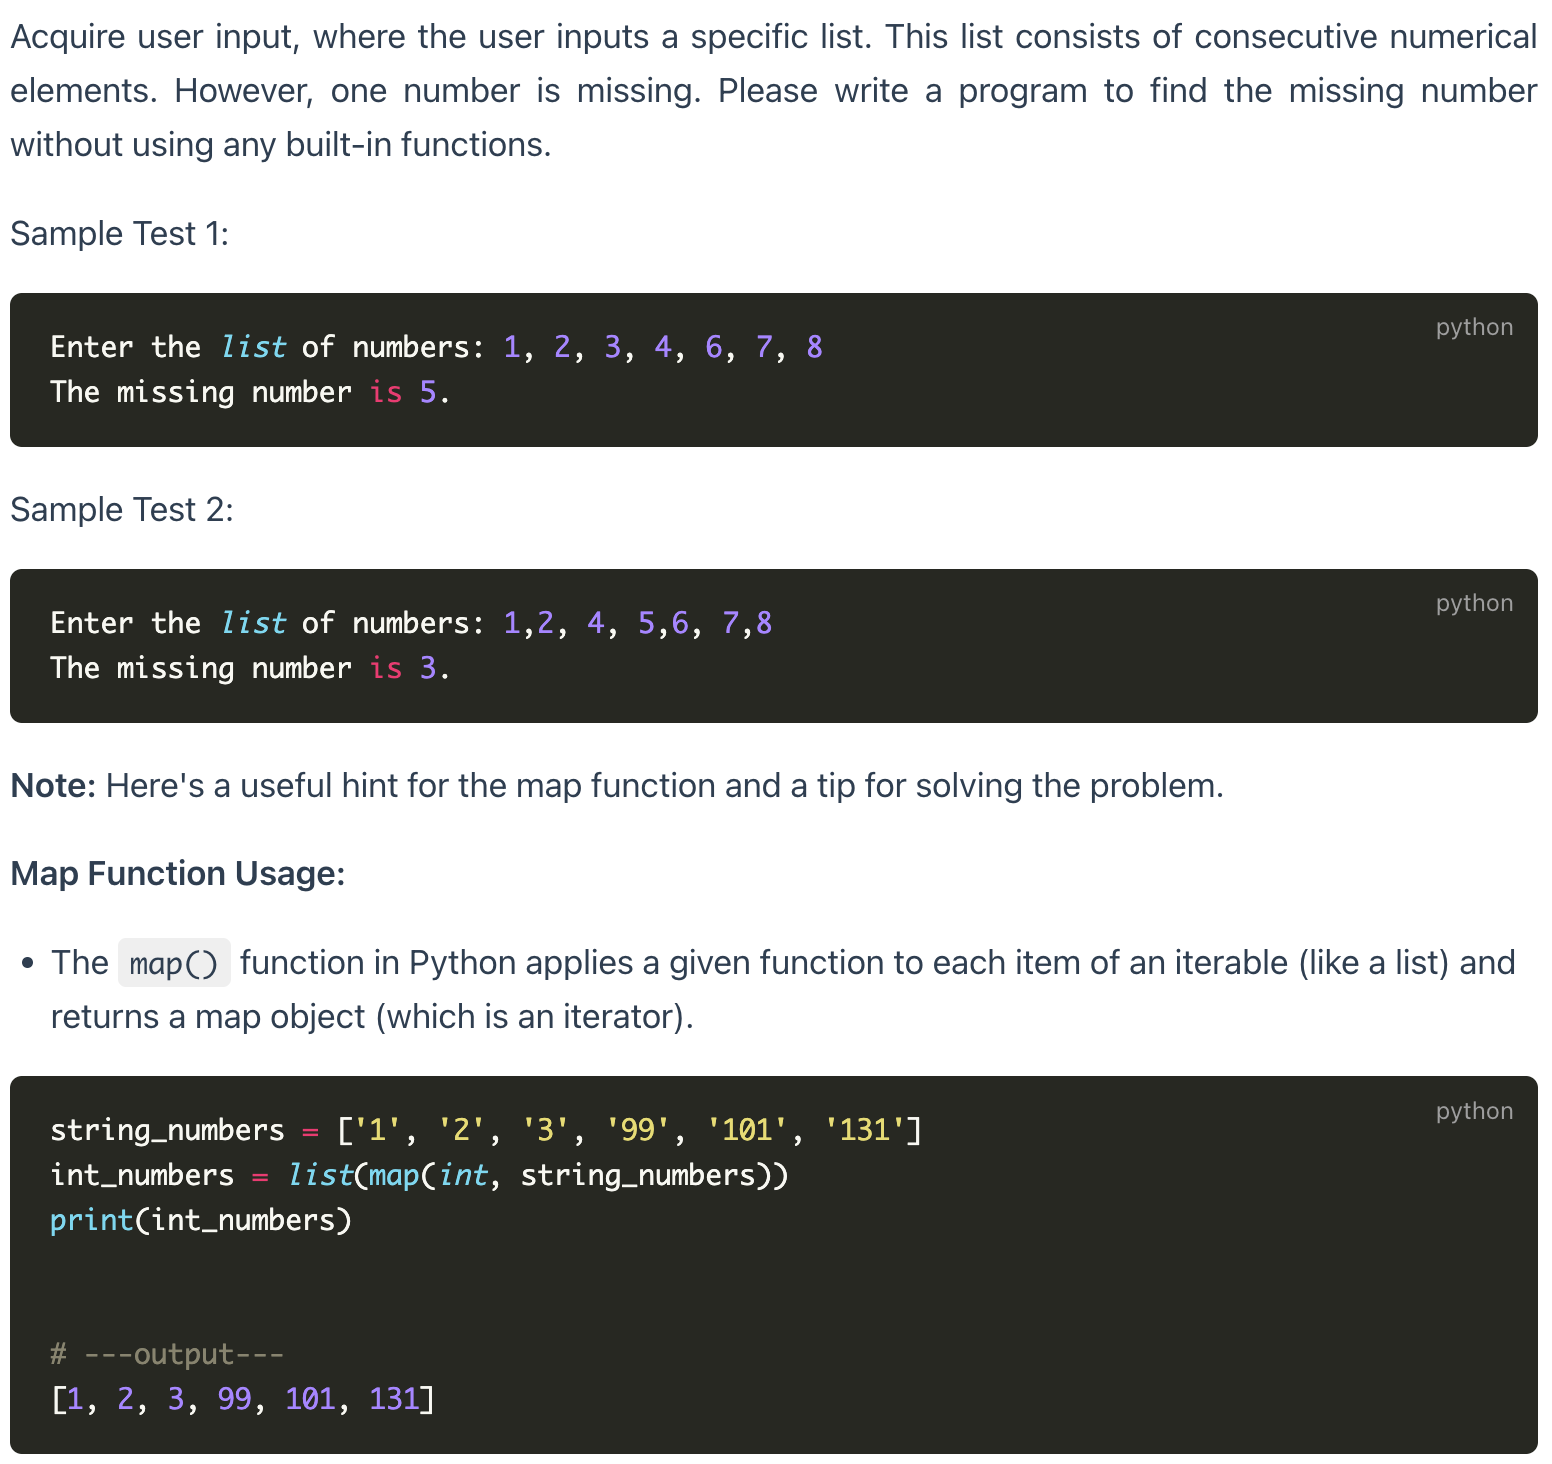 Acquire user input, where the user inputs a specific list. This list consists of consecutive numerical
elements. However, one number is missing. Please write a program to find the missing number
without using any built-in functions.
Sample Test 1:
python
Enter the list of numbers: 1, 2, 3, 4, 6, 7, 8
The missing number is 5.
Sample Test 2:
python
Enter the list of numbers: 1,2, 4, 5,6, 7,8
The missing number is 3.
Note: Here's a useful hint for the map function and a tip for solving the problem.
Map Function Usage:
• The map() function in Python applies a given function to each item of an iterable (like a list) and
returns a map object (which is an iterator).
python
string_numbers = ['1', '2', '3', '99', '101', '131']
int_numbers = list(map(int, string_numbers))
print(int_numbers)
# ---output---
[1, 2, 3, 99, 101, 131]